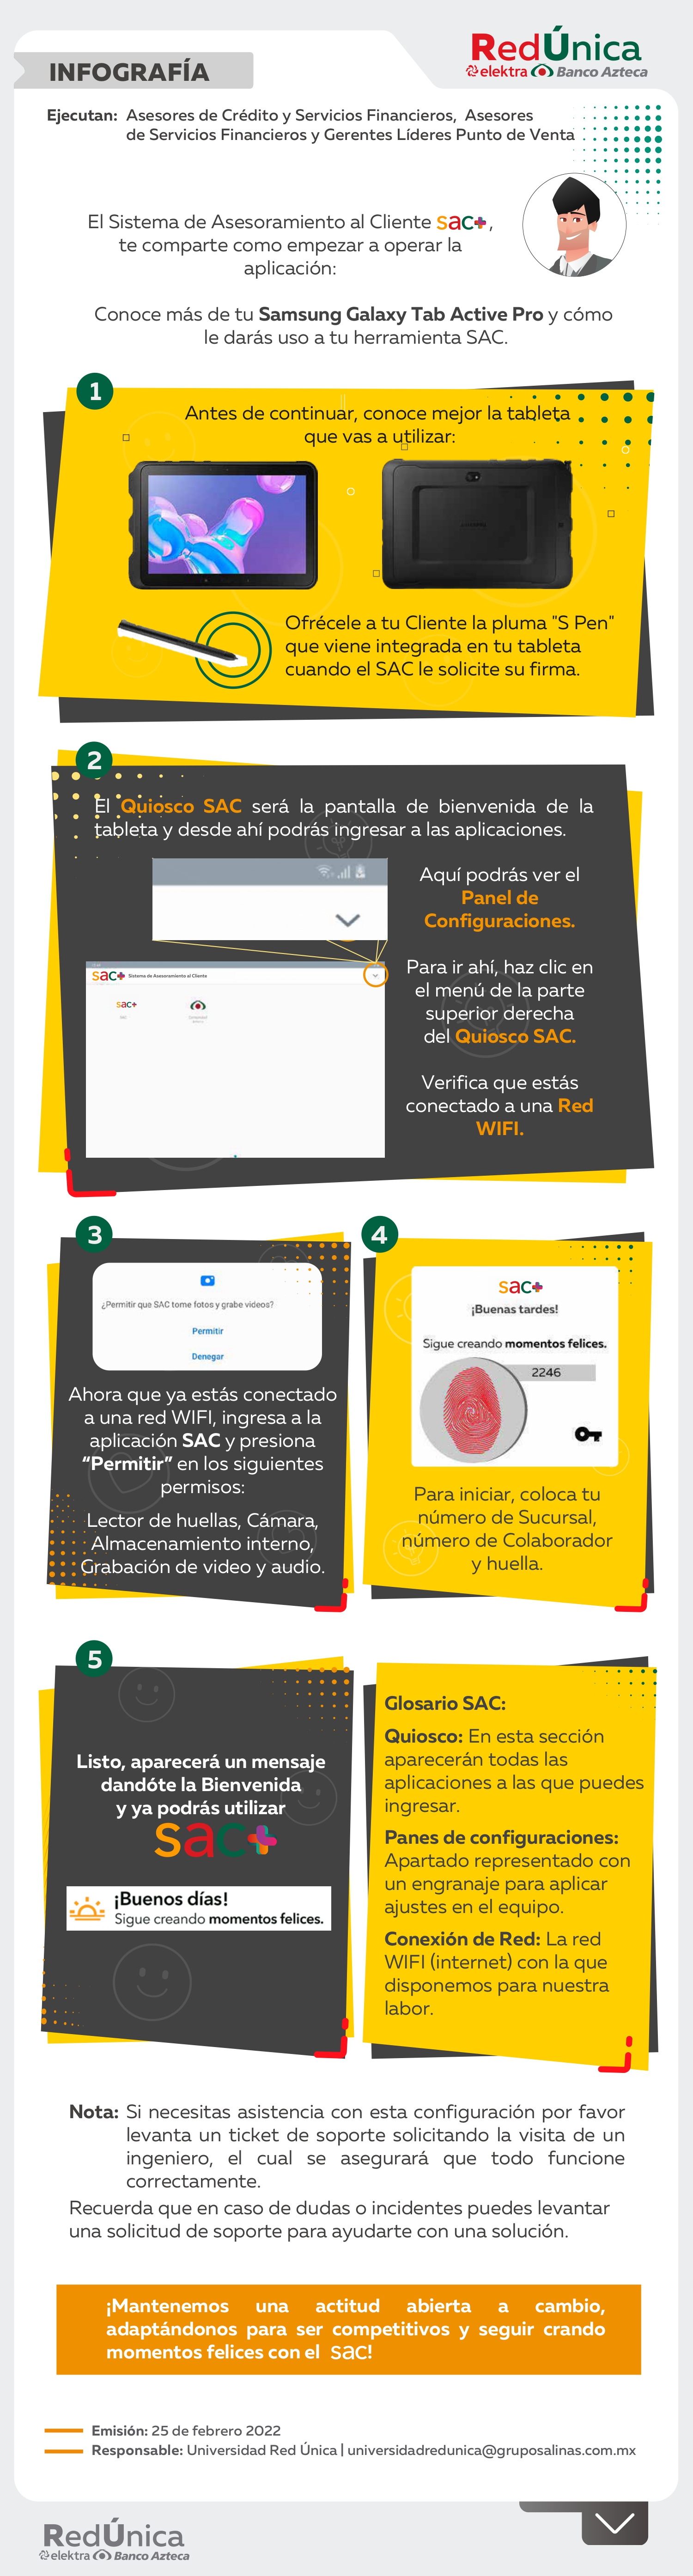 RedÚnica
elektra Banco Azteca
INFOGRAFÍA
Ejecutan: Asesores de Crédito y Servicios Financieros, Asesores
de Servicios Financieros y Gerentes Líderes Punto de Venta
El Sistema de Asesoramiento al Cliente sac+,
te comparte como empezar a operar la
aplicación:
Conoce más de tu Samsung Galaxy Tab Active Pro y cómo
le darás uso a tu herramienta SAC.
1
Antes de continuar, conoce mejor la tableta
que vas a utilizar:
Ofrécele a tu Cliente la pluma "S Pen"
que viene integrada en tu tableta
cuando el SAC le solicite su firma.
2
El Quiosco SAC será la pantalla de bienvenida de la
tableta y desde ahí podrás ingresar a las aplicaciones.
Aquí podrás ver el
Panel de
Configuraciones.
Para ir ahí, haz clic en
el menú de la parte
superior derecha
del Quiosco SAC.
Verifica que estás
conectado a una Red
WIFI.
sac+ Sistema de Asesoramiento al Cliente
sac+
SAC
3
¿Permitir que SAC tome fotos y grabe videos?
Permitir
Denegar
Ahora que ya estás conectado
a una red WIFI, ingresa a la
aplicación SAC y presiona
“Permitir” en los siguientes
permisos:
Lector de huellas, Cámara,
Almacenamiento interno,
Grabación de video y audio.
4
sac+
¡Buenas tardes!
Sigue creando momentos felices.
2246
Para iniciar, coloca tu
número de Sucursal,
número de Colaborador
y huella.
5
Listo, aparecerá un mensaje
dandóte la Bienvenida
y ya podrás utilizar
sac+
¡Buenos días!
Sigue creando momentos felices.
Glosario SAC:
Quiosco: En esta sección
aparecerán todas las
aplicaciones a las que puedes
ingresar.
Panes de configuraciones:
Apartado representado con
un engranaje para aplicar
ajustes en el equipo.
Conexión de Red: La red
WIFI (internet) con la que
disponemos para nuestra
labor.
Nota: Si necesitas asistencia con esta configuración por favor
levanta un ticket de soporte solicitando la visita de un
ingeniero, el cual se asegurará que todo funcione
correctamente.
Recuerda que en caso de dudas o incidentes puedes levantar
una solicitud de soporte para ayudarte con una solución.
¡Mantenemos una actitud abierta a cambio,
adaptándonos para ser competitivos y seguir crando
momentos felices con el sac!
Emisión: 25 de febrero 2022
Responsable: Universidad Red Única | universidadredunica@gruposalinas.com.mx
RedÚnica
elektra Banco Azteca